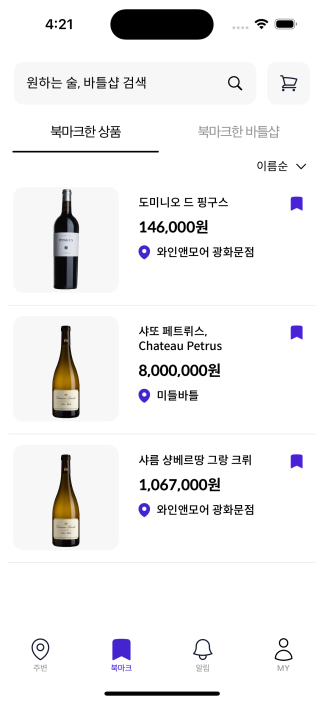 4:21
원하는 술, 바틀샵 검색
북마크한 상품
북마크한 바틀샵
이름순
도미니오 드 핑구스
146,000원
와인앤모어 광화문점
샤또 페트뤼스,
Chateau Petrus
8,000,000원
미들바틀
샤름 샹베르땅 그랑 크뤼
1,067,000원
와인앤모어 광화문점
주변
북마크
알림
MY